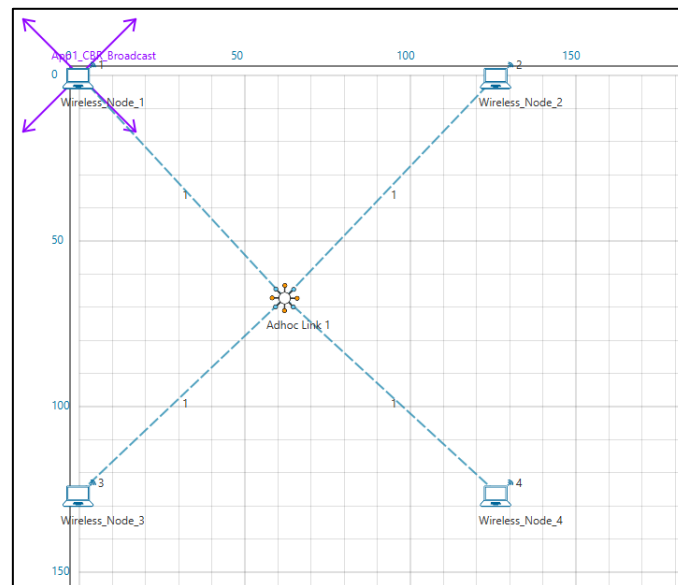 0 50 100 150
App1_CBR_Broadcast
0
1
2
Wireless_Node_1
Wireless_Node_2
1
1
50
Adhoc Link 1
100
1
1
3
4
Wireless_Node_3
Wireless_Node_4
150